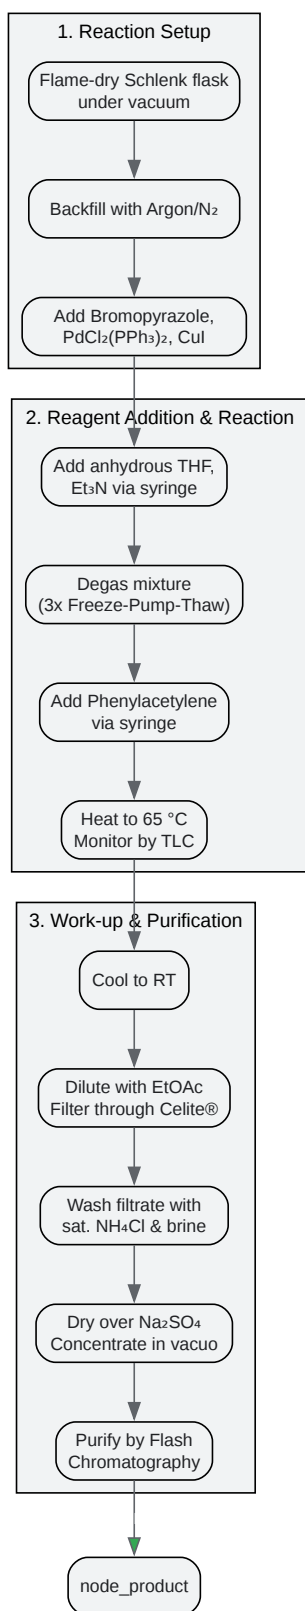 1. Reaction Setup
Flame-dry Schlenk flask
under vacuum
Backfill with Argon/N₂
Add Bromopyrazole,
PdCl₂(PPh₃)₂, CuI
2. Reagent Addition & Reaction
Add anhydrous THF,
Et₃N via syringe
Degas mixture
(3x Freeze-Pump-Thaw)
Add Phenylacetylene
via syringe
Heat to 65 °C
Monitor by TLC
3. Work-up & Purification
Cool to RT
Dilute with EtOAc
Filter through Celite®
Wash filtrate with
sat. NH₄Cl & brine
Dry over Na₂SO₄
Concentrate in vacuo
Purify by Flash
Chromatography
node_product